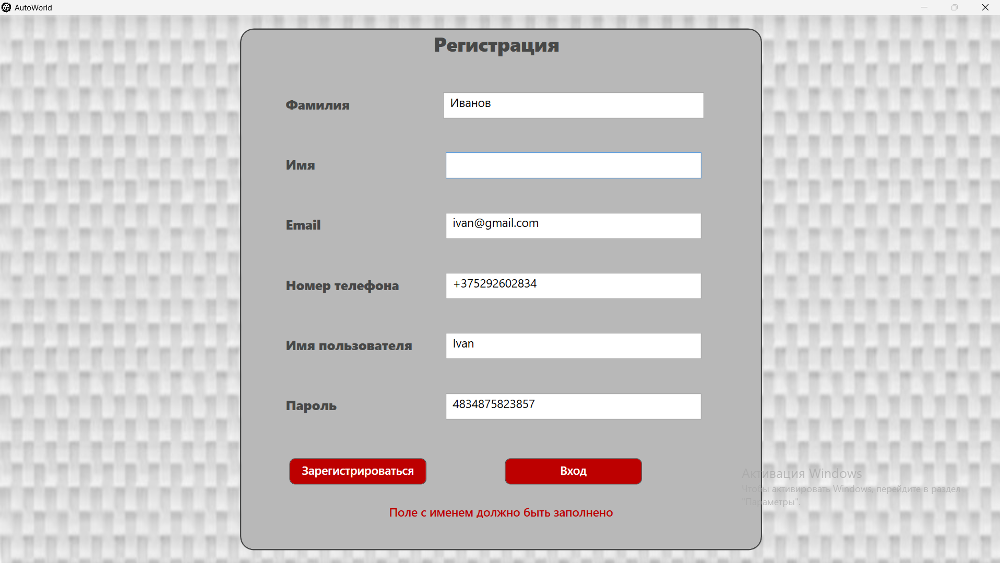 AutoWorld
Регистрация
Фамилия
Иванов
Имя
Email
ivan@gmail.com
Номер телефона
+375292602834
Имя пользователя
Ivan
Пароль
4834875823857
Зарегистрироваться
Вход
Поле с именем должно быть заполнено
Активация Windows
Чтобы активировать Windows, перейдите в раздел
"Параметры".